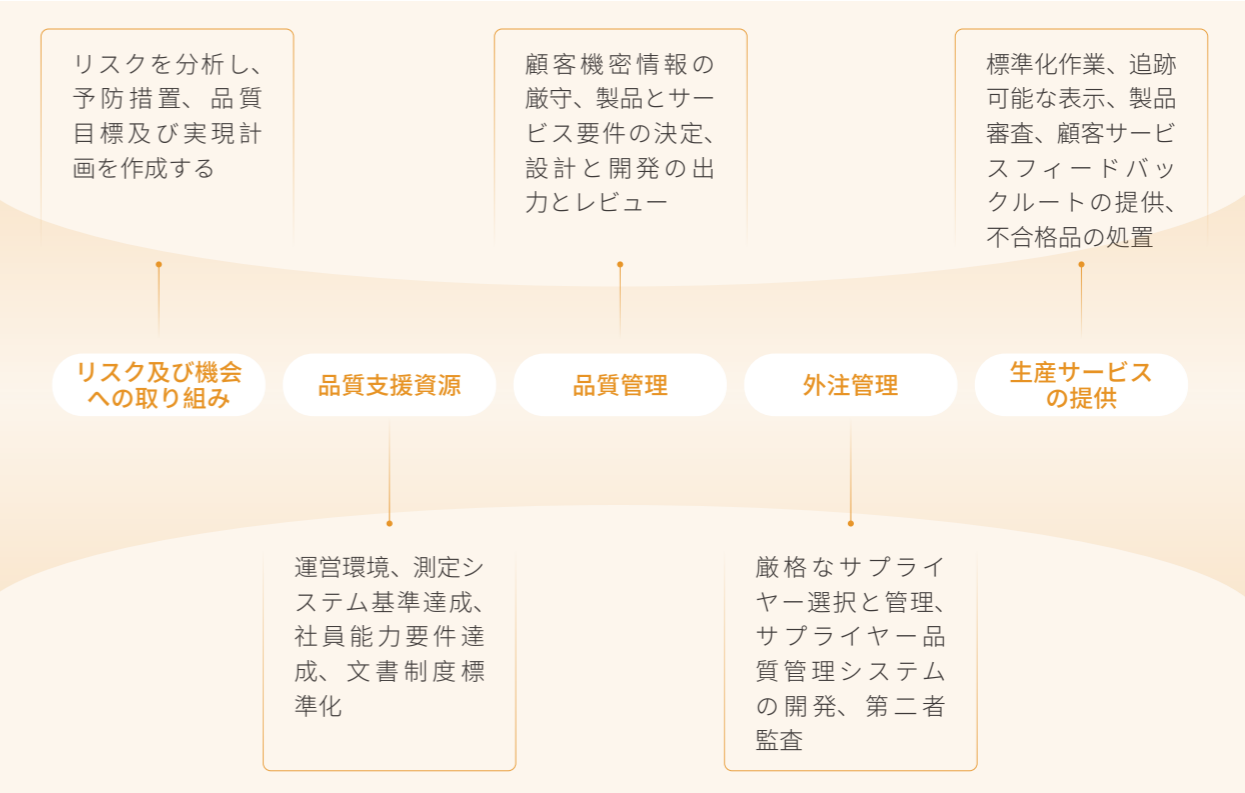 リスクを分析し、
予防措置、品質
目標及び実現計
画を作成する
顧客機密情報の
厳守、製品とサー
ビス要件の決定、
設計と開発の出
力とレビュー
標準化作業、追跡
可能な表示、製品
審査、顧客サービ
スフィードバッ
クルートの提供、
不合格品の処置
リスク及び機会
への取り組み
品質支援資源
品質管理
外注管理
生産サービス
の提供
運営環境、測定シ
ステム基準達成、
社員能力要件達
成、文書制度標
準化
厳格なサプライ
ヤー選択と管理、
サプライヤー品
質管理システム
の開発、第二者
監査